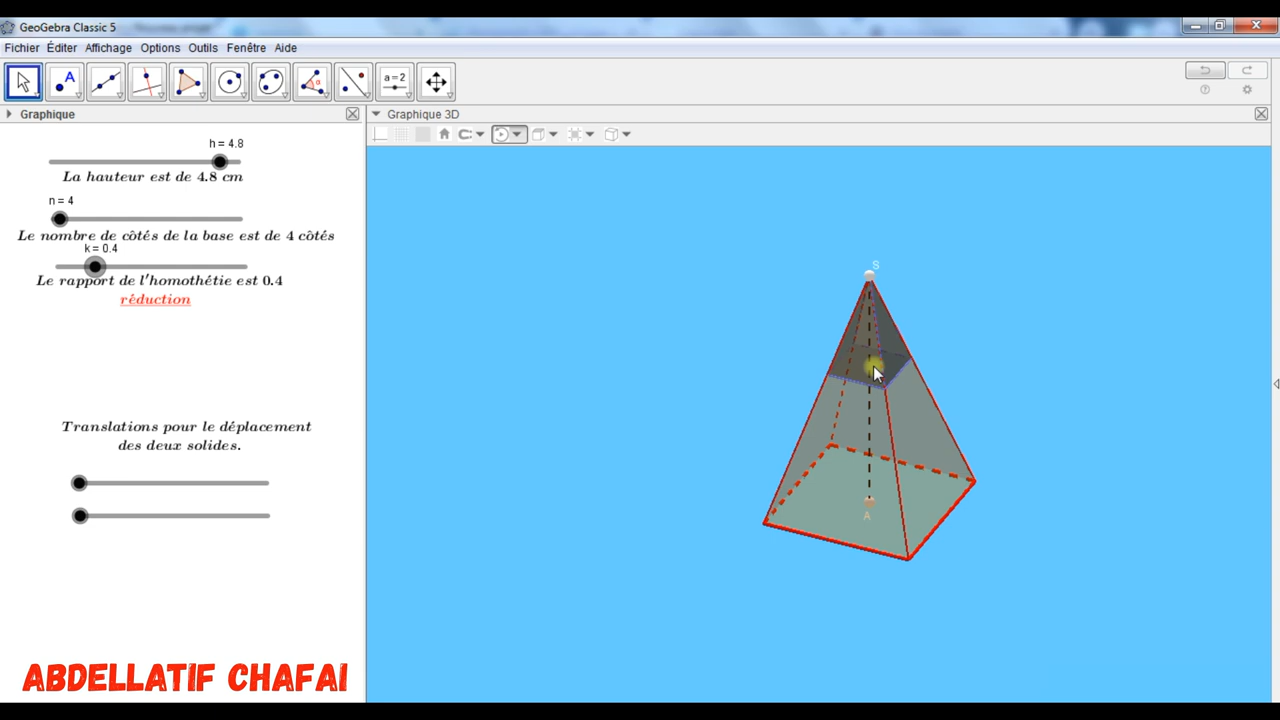 GeoGebra Classic 5
Fichier Éditer Affichage Options Outils Fenêtre Aide
A
α
a = 2
Graphique
Graphique 3D
h = 4.8
La hauteur est de 4.8 cm
n = 4
Le nombre de côtés de la base est de 4 côtés
k = 0.4
Le rapport de l'homothétie est 0.4
réduction
S
A
Translations pour le déplacement
des deux solides.
ABDELLATIF CHAFAI